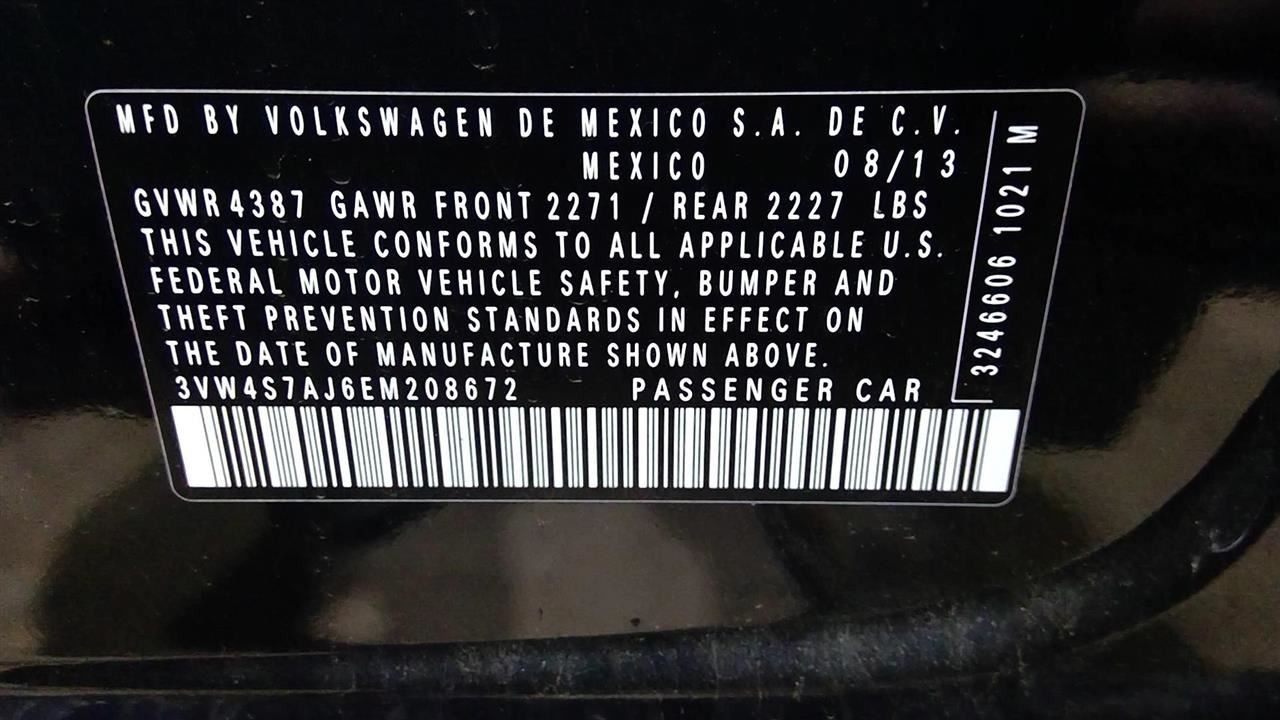 MFD BY VOLKSWAGEN DE MEXICO S.A. DE C.V.
MEXICO 08/13
GVWR 4387 GAWR FRONT 2271 / REAR 2227 LBS
THIS VEHICLE CONFORMS TO ALL APPLICABLE U.S.
FEDERAL MOTOR VEHICLE SAFETY, BUMPER AND
THEFT PREVENTION STANDARDS IN EFFECT ON
THE DATE OF MANUFACTURE SHOWN ABOVE.
3VW4S7AJ6EM208672 PASSENGER CAR
3246606 1021 M